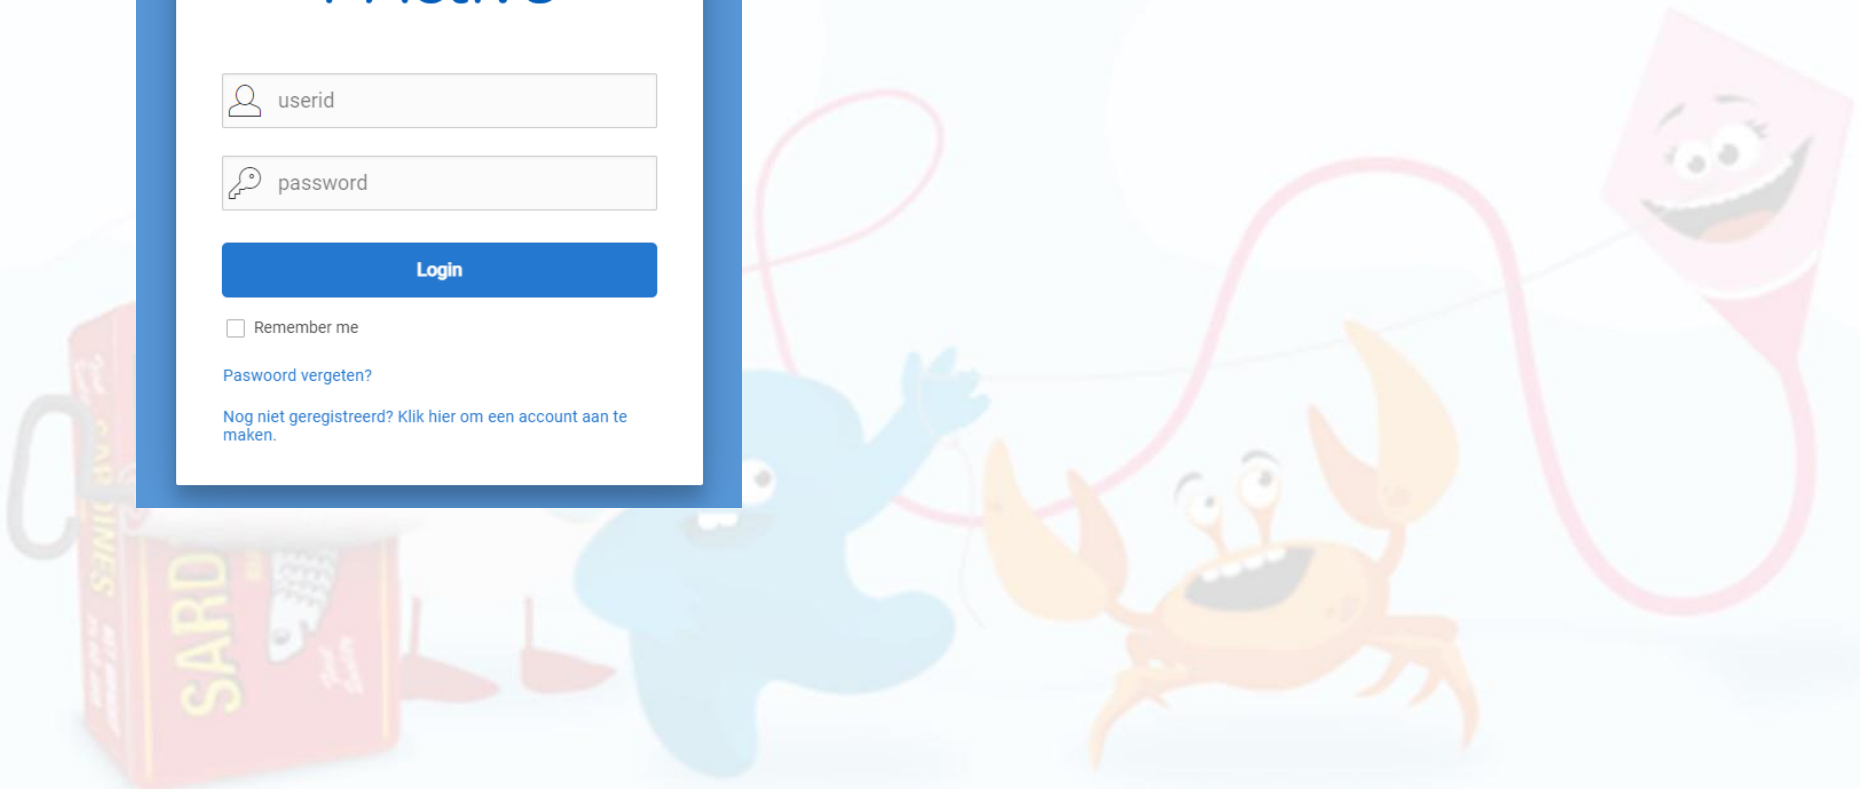 userid
password
Login
Remember me
Paswoord vergeten?
Nog niet geregistreerd? Klik hier om een account aan te
maken.
SARD